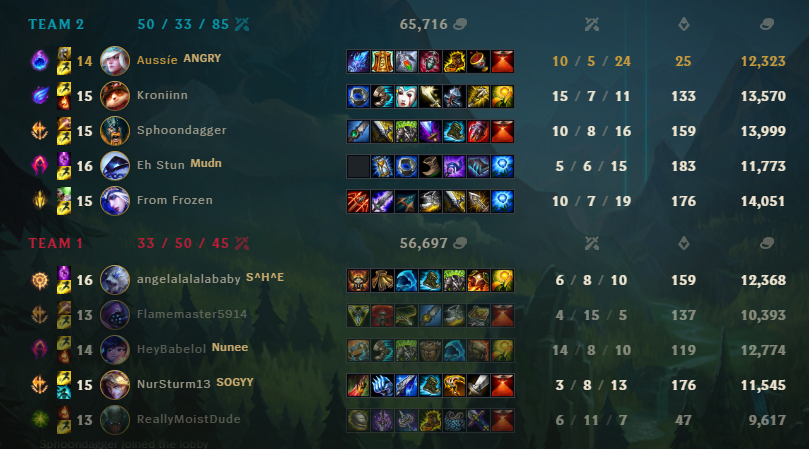 TEAM 2 50 / 33 / 85 65,716
14 Aussíe ANGRY 10 / 5 / 24 25 12,323
15 Kroniinn 15 / 7 / 11 133 13,570
15 Sphoondagger 10 / 8 / 16 159 13,999
16 Eh Stun Mudn 5 / 6 / 15 183 11,773
15 From Frozen 10 / 7 / 19 176 14,051
TEAM 1 33 / 50 / 45 56,697
16 angelalalalababy S^H^E 6 / 8 / 10 159 12,368
13 Flamemaster5914 4 / 15 / 5 137 10,393
14 HeyBabelol Nunee 14 / 8 / 10 119 12,774
15 NurSturm13 SOGYY 3 / 8 / 13 176 11,545
13 ReallyMoistDude 6 / 11 / 7 47 9,617
Sphoondagger joined the lobby